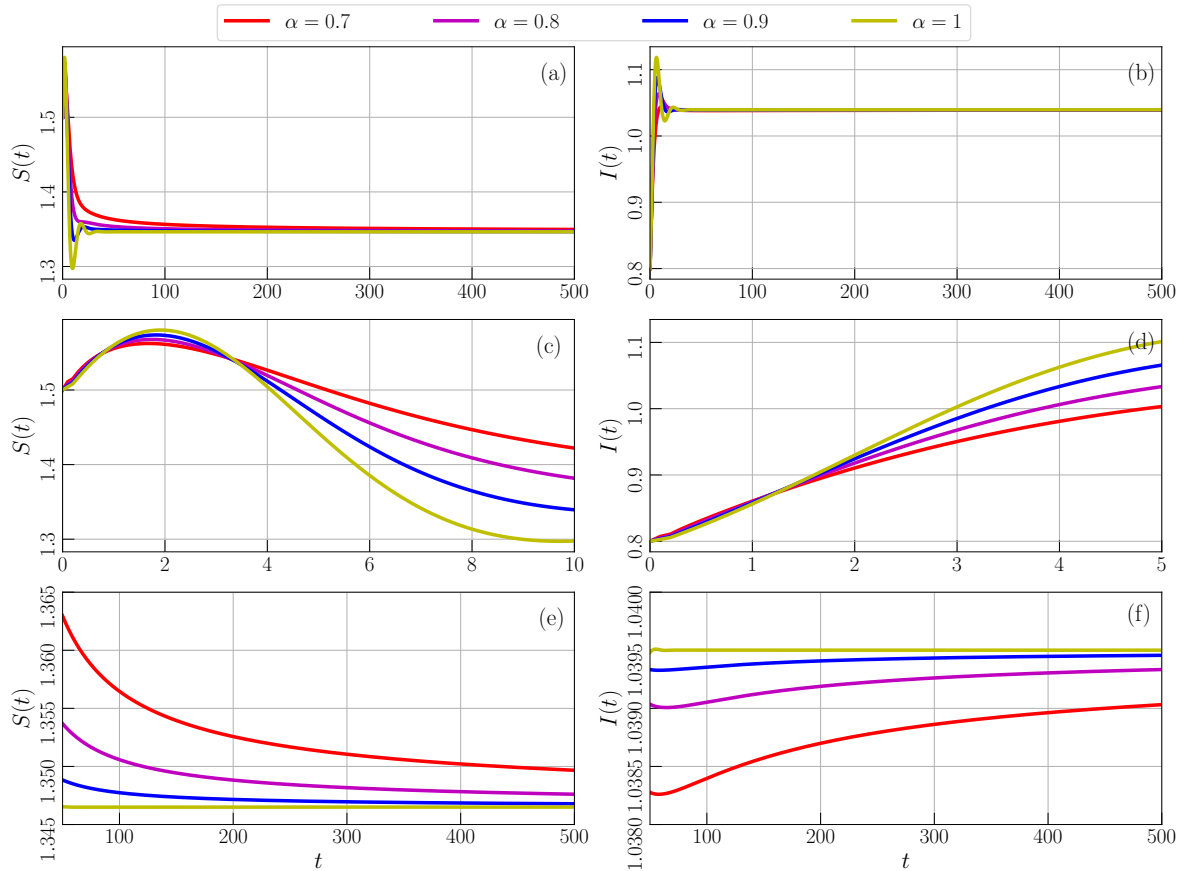 α = 0.7 α = 0.8 α = 0.9 α = 1
(a)
S(t)
1.5
1.4
1.3
0 100 200 300 400 500
(b)
I(t)
1.1
1.0
0.9
0.8
0 100 200 300 400 500
(c)
S(t)
1.5
1.4
1.3
0 2 4 6 8 10
(d)
I(t)
1.1
1.0
0.9
0.8
0 1 2 3 4 5
(e)
S(t)
1.365
1.360
1.355
1.350
1.345
100 200 300 400 500
t
(f)
I(t)
1.0400
1.0395
1.0390
1.0385
1.0380
100 200 300 400 500
t